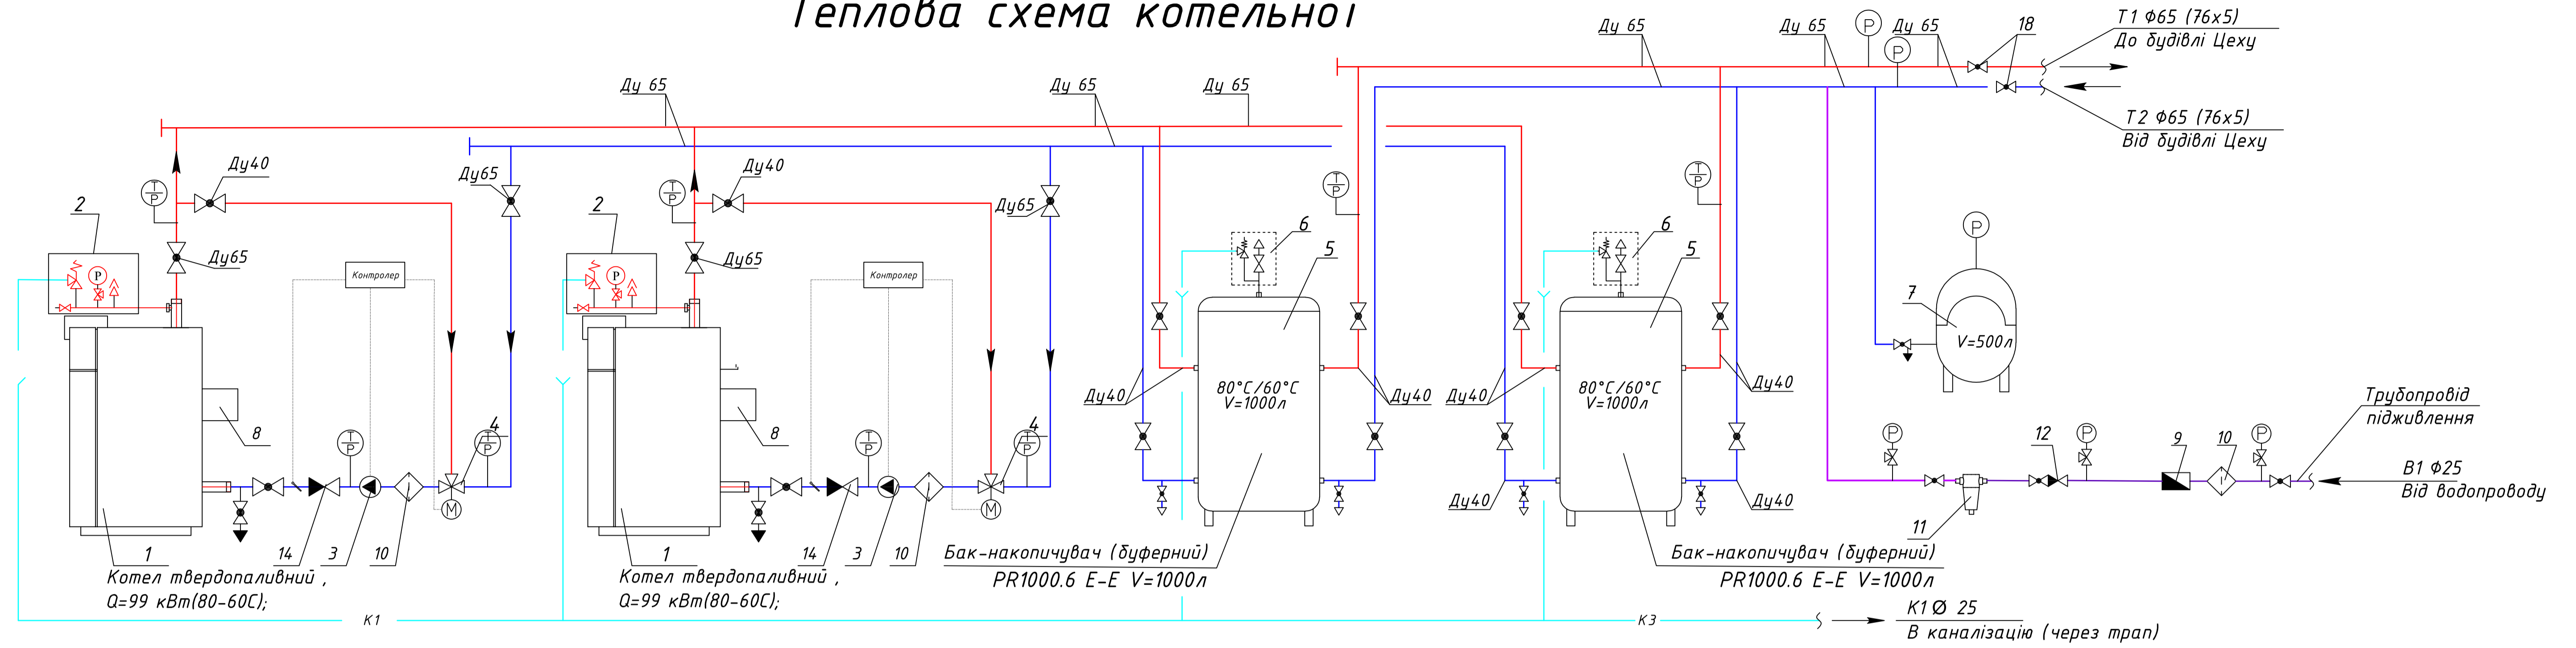 Теплова схема котельної
Ду 65
Ду 65
Ду 65
Ду 65
Ду 65
Ду 65
P
P
18
Т1 Ф65 (76х5)
До будівлі Цеху
Т2 Ф65 (76х5)
Від будівлі Цеху
2
T
P
Ду40
Ду65
Ду65
P
Контролер
2
T
P
Ду40
Ду65
Ду65
P
Контролер
T
P
6
5
T
P
6
5
P
7
V=500л
80°С/60°С
V=1000л
80°С/60°С
V=1000л
Ду40
Ду40
Ду40
Ду40
Ду40
Ду40
8
T
P
4
T
P
M
8
T
P
4
T
P
M
P
12
P
9
10
P
11
Трубопровід
підживлення
В1 Ф25
Від водопроводу
1
14
3
10
Котел твердопаливний ,
Q=99 кВт(80-60С);
1
14
3
10
Котел твердопаливний ,
Q=99 кВт(80-60С);
Бак-накопичувач (буферний)
PR1000.6 E-E V=1000л
Бак-накопичувач (буферний)
PR1000.6 E-E V=1000л
К1
К3
К1 Ø 25
В каналізацію (через трап)